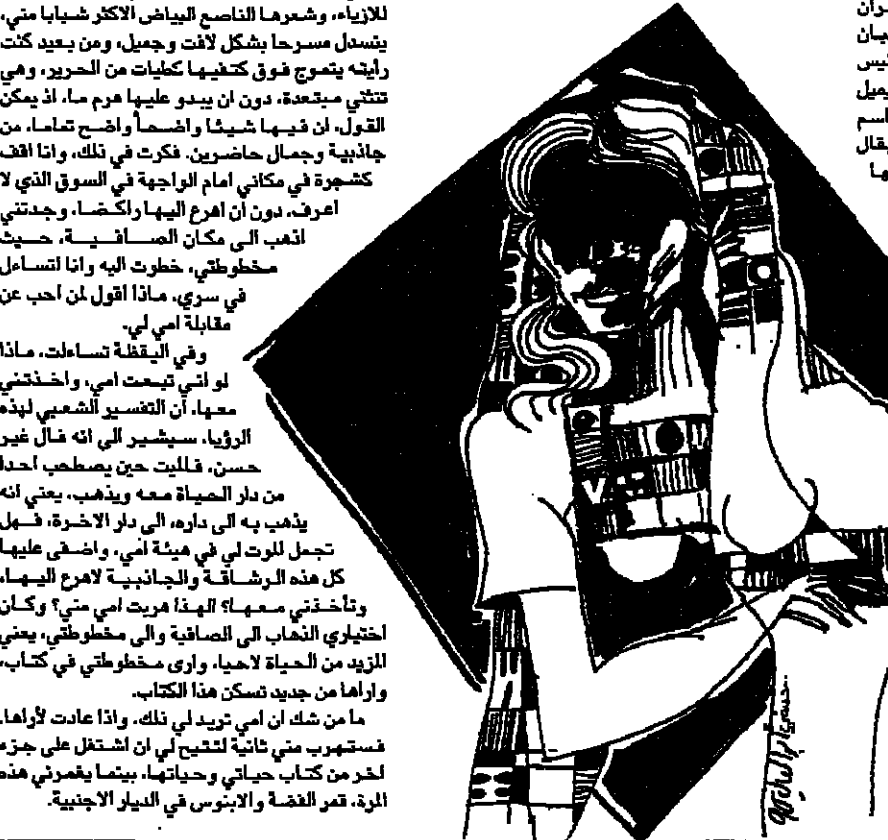 للازياء، وشعرها الناصع البياض الاكثر شبابا مني،
ينسدل مسرحا بشكل لافت وجميل، ومن بعيد كنت
رأيته يتموج فوق كتفيها كطيات من الحرير، وهي
تنثني مبتعدة، دون ان يبدو عليها هرم ما، اذ يمكن
القول، ان فيها شيئا واضحاً واضح تماما، من
جاذبية وجمال حاضرين. فكرت في ذلك، وانا اقف
كشجرة في مكاني امام الواجهة في السوق الذي لا
اعرف، دون ان اهرع اليها راكضا، وجدتني
اذهب الى مكان الصافية، حيث
مخطوطتي، خطوت اليه وانا اتساءل
في سري، ماذا اقول لمن احب عن
مقابلة امي لي.
وفي اليقظة تساءلت، ماذا
لو انني تبعت امي، واخذتني
معها، ان التفسير الشعبي لهذه
الرؤيا، سيشير الى انه فال غير
حسن، فالميت حين يصطحب احدا
من دار الحياة معه ويذهب، يعني انه
يذهب به الى داره، الى دار الاخرة، فهل
تجمل الموت لي في هيئة امي، واضفى عليها
كل هذه الرشاقة والجاذبية لاهرع اليها،
وتأخذني معها؟ الهذا هربت امي مني؟ وكان
اختياري الذهاب الى الصافية والى مخطوطتي، يعني
المزيد من الحياة لاحيا، وارى مخطوطتي في كتاب،
واراها من جديد تسكن هذا الكتاب.
ما من شك ان امي تريد لي ذلك، واذا عادت لأراها،
فستهرب مني ثانية لتتيح لي ان اشتغل على جزء
اخر من كتاب حياتي وحياتها، بينما يغمرني هذه
المرة، قمر الفضة والابنوس في الديار الاجنبية.
يميل
اسم
يقال
ها